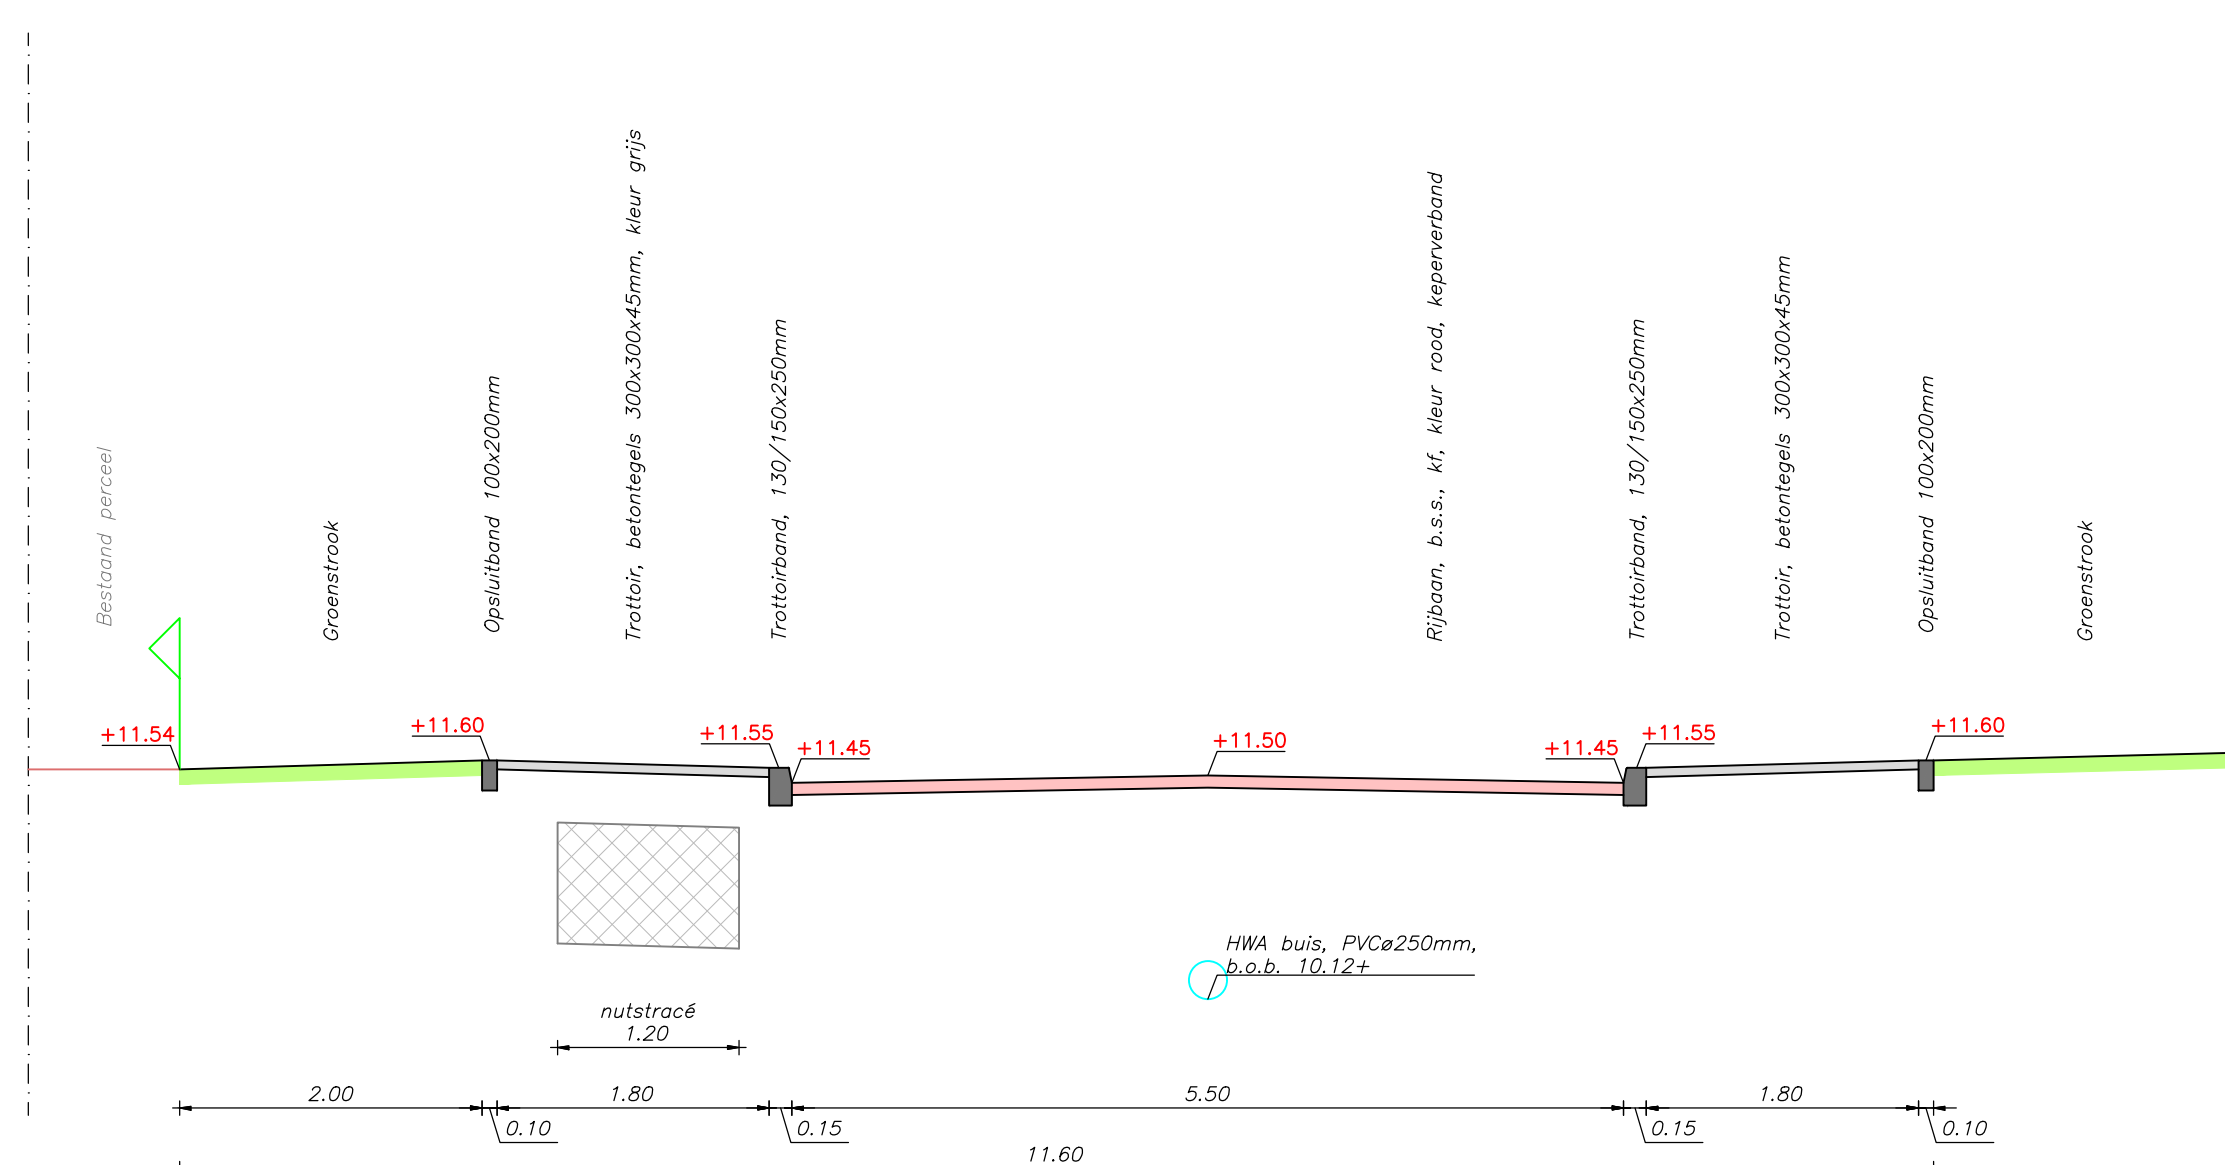 Bestaand perceel
Groenstrook
Opsluitband 100x200mm
Trottoir, betontegels 300x300x45mm, kleur grijs
Trottoirband, 130/150x250mm
Rijbaan, b.s.s., kf, kleur rood, keperverband
Trottoirband, 130/150x250mm
Trottoir, betontegels 300x300x45mm
Opsluitband 100x200mm
Groenstrook
+11.54
+11.60
+11.55
+11.45
+11.50
+11.45
+11.55
+11.60
HWA buis, PVCø250mm,
b.o.b. 10.12+
nutstracé
1.20
2.00
1.80
5.50
1.80
0.10
0.15
0.15
0.10
11.60